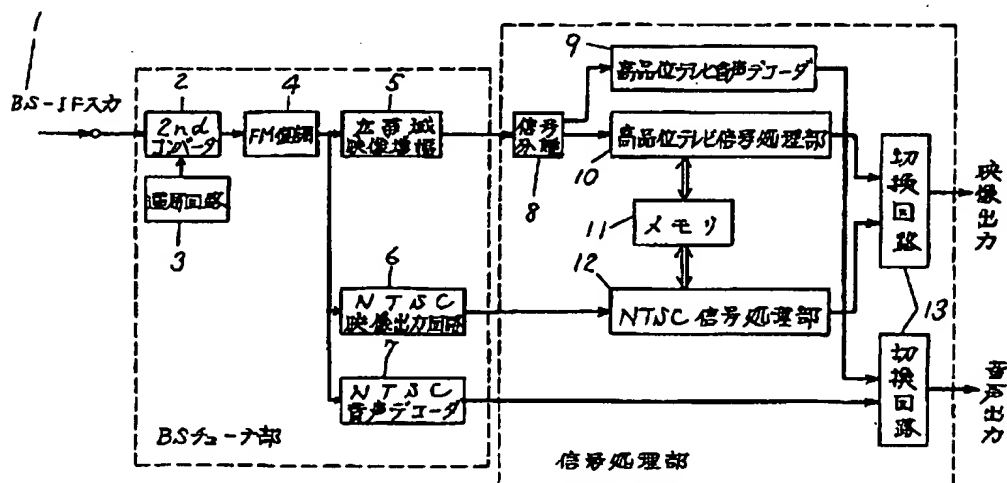 1
BS-IF入力
2
2nd
コンバータ
3
選局回路
4
FM復調
5
広帯域
映像増幅
6
NTSC
映像出力回路
7
NTSC
音声デコーダ
BSチューナ部
8
信号
分離
9
高品位テレビ音声デコーダ
10
高品位テレビ信号処理部
11
メモリ
12
NTSC信号処理部
13
切換回路
切換回路
映像出力
音声出力
信号処理部